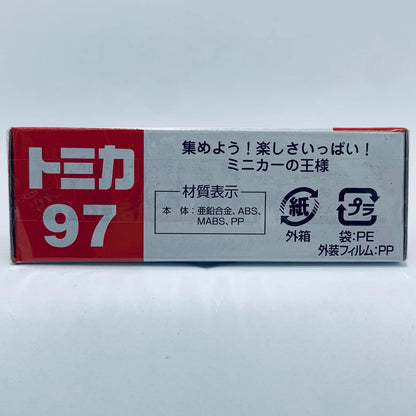 トミカ
97
集めよう！楽しさいっぱい！
ミニカーの王様
材質表示
本　体：亜鉛合金、ABS、
MABS、PP
紙
外箱
プラ
袋:PE
外装フィルム:PP